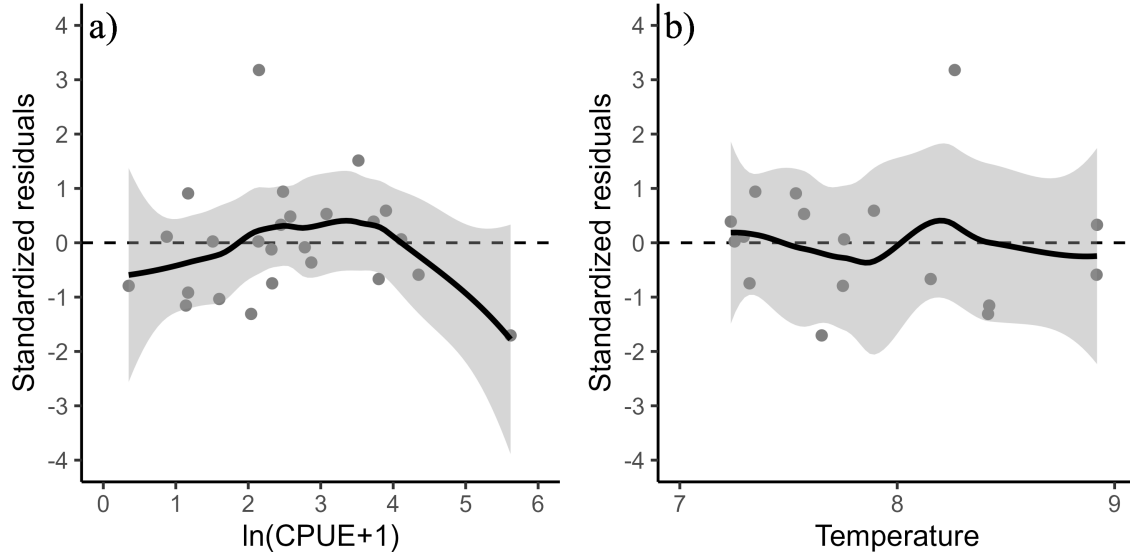 a)
4
3
2
1
0
-1
-2
-3
-4
Standardized residuals
0 1 2 3 4 5 6
ln(CPUE+1)
b)
4
3
2
1
0
-1
-2
-3
-4
Standardized residuals
7 8 9
Temperature